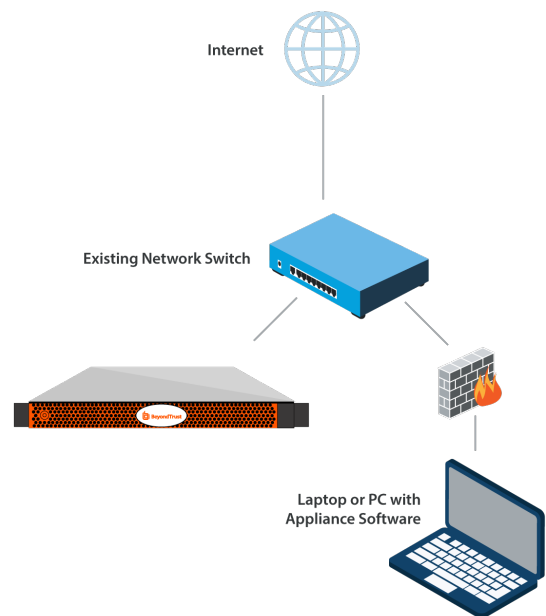 Internet
Existing Network Switch
BeyondTrust
Laptop or PC with
Appliance Software